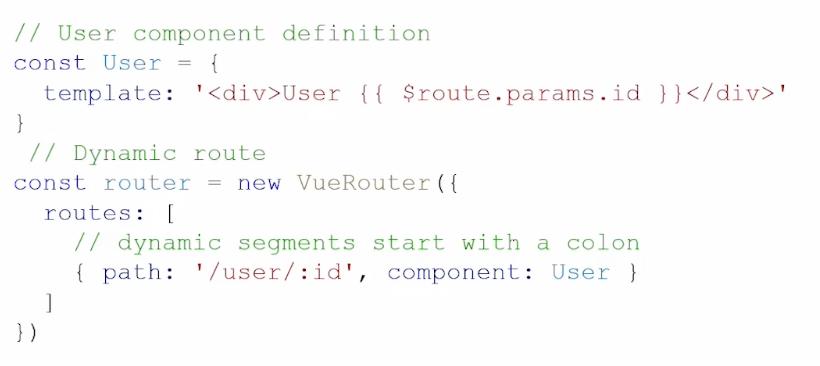 // User component definition
const User = {
  template: '<div>User {{ $route.params.id }}</div>'
}
 // Dynamic route
const router = new VueRouter({
  routes: [
    // dynamic segments start with a colon
    { path: '/user/:id', component: User }
  ]
})